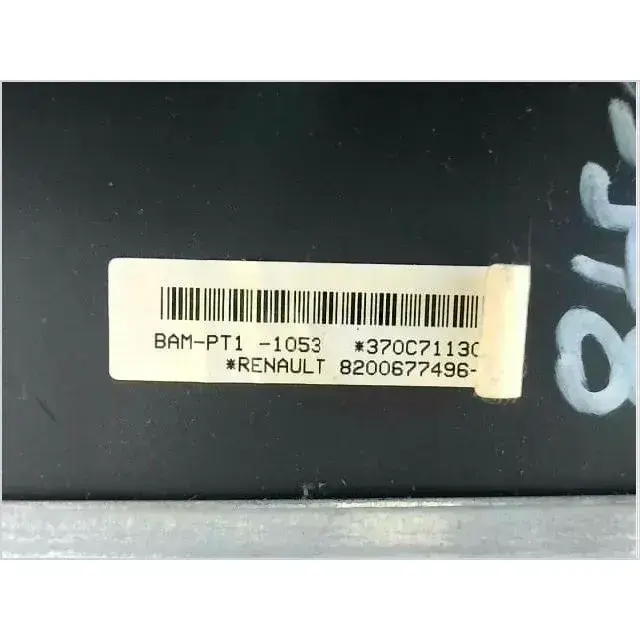 BAM-PT1 -1053 *370C7113C
*RENAULT 8200677496-